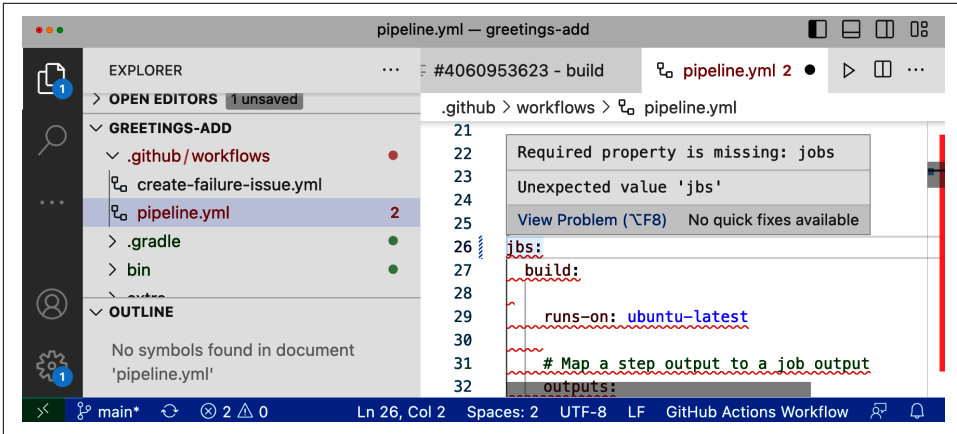 pipeline.yml — greetings-add
EXPLORER
#4060953623 - build
pipeline.yml 2
OPEN EDITORS 1 unsaved
.github > workflows > pipeline.yml
GREETINGS-ADD
.github/workflows
create-failure-issue.yml
pipeline.yml 2
.gradle
bin
OUTLINE
No symbols found in document
'pipeline.yml'
1
1
21
22
23
24
25
Required property is missing: jobs
Unexpected value 'jbs'
View Problem (⌥F8) No quick fixes available
26 jbs:
27 build:
28
29 runs-on: ubuntu-latest
30
31 # Map a step output to a job output
32 outputs:
main* 2 0 Ln 26, Col 2 Spaces: 2 UTF-8 LF GitHub Actions Workflow